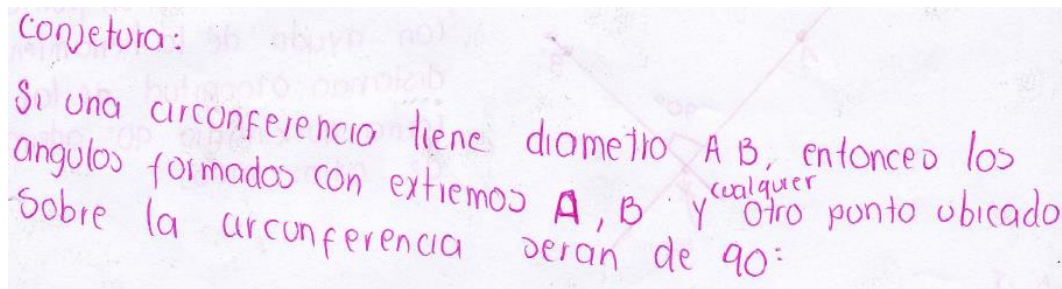 Conjetura:
Si una circonferencia tiene diametro AB, entonces los
angulos formados con extremos A, B y cualquier otro punto ubicado
sobre la circunferencia seran de 90: